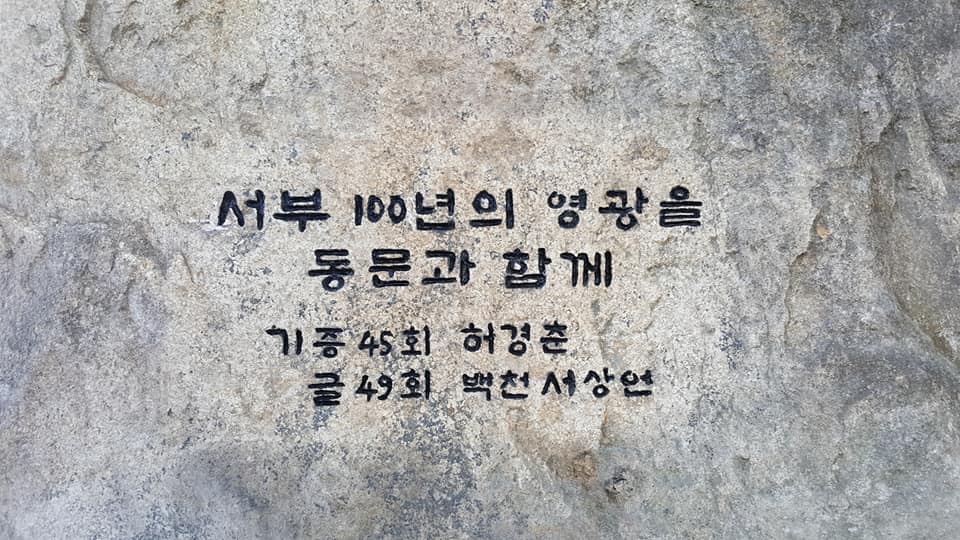 서부 100년의 영광을
동문과 함께
기증 45회 허경춘
글 49회 백천 서상언